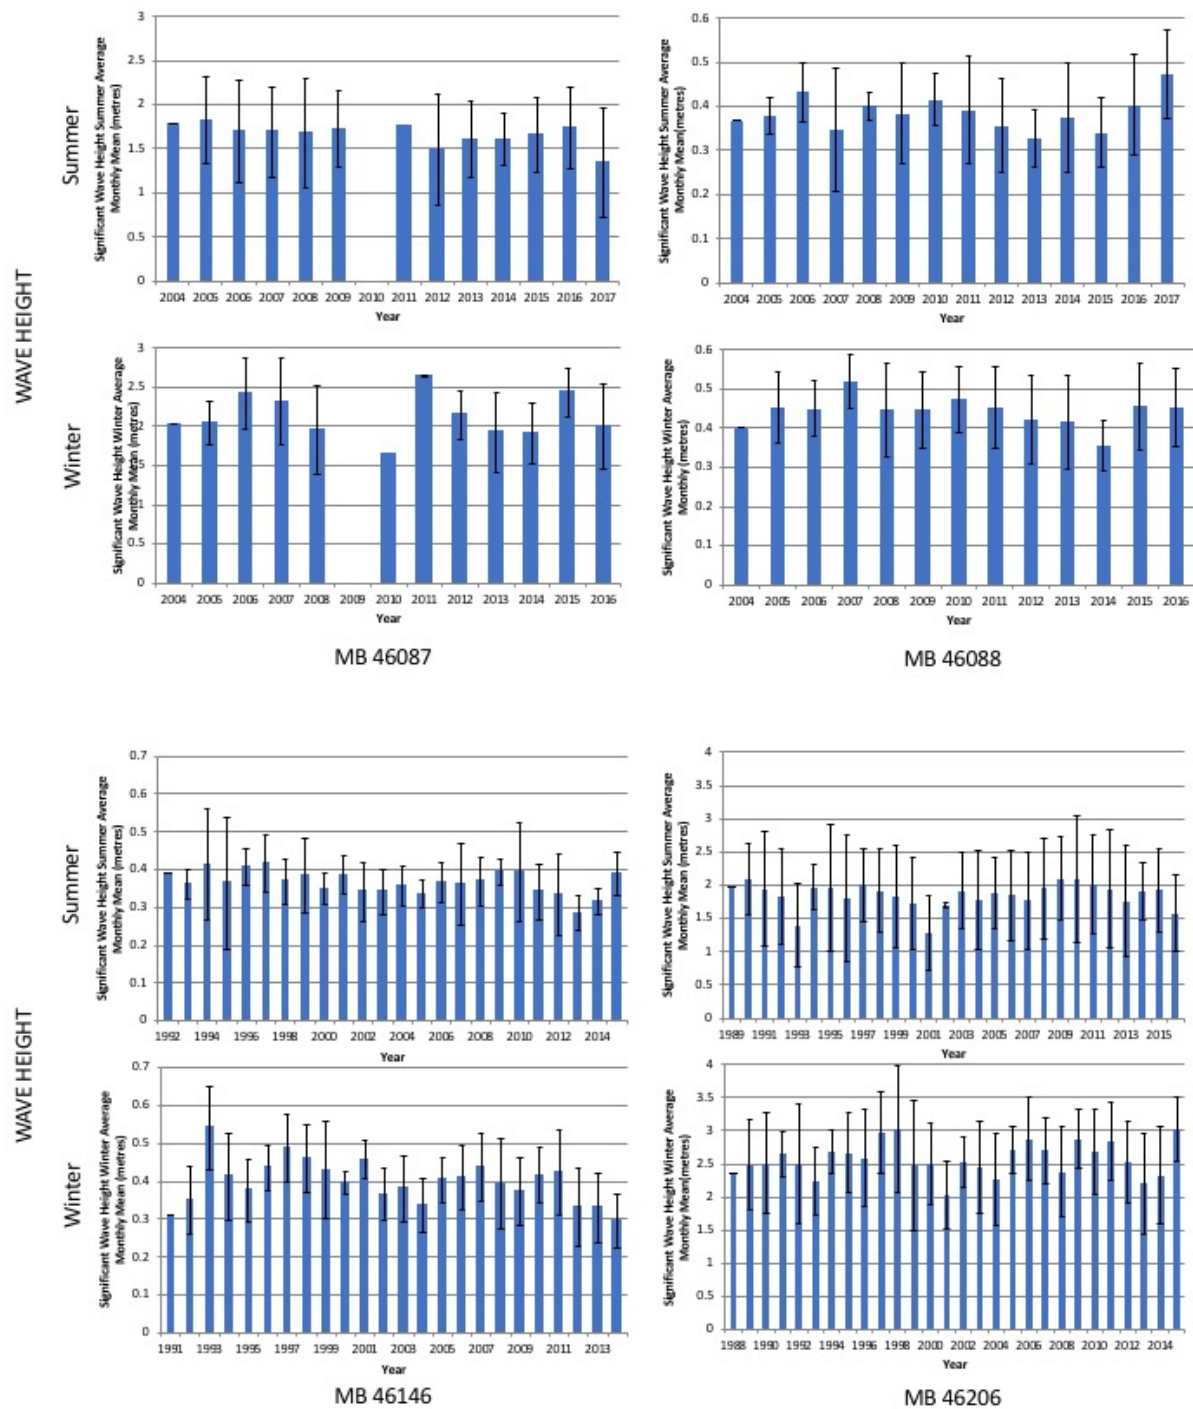 WAVE HEIGHT
Summer
Significant Wave Height Summer Average
Monthly Mean (metres)
3
2.5
2
1.5
1
0.5
0
2004 2005 2006 2007 2008 2009 2010 2011 2012 2013 2014 2015 2016 2017
Year
Significant Wave Height Summer Average
Monthly Mean(metres)
0.6
0.5
0.4
0.3
0.2
0.1
0
2004 2005 2006 2007 2008 2009 2010 2011 2012 2013 2014 2015 2016 2017
Year
Winter
Significant Wave Height Winter Average
Monthly Mean (metres)
3
2.5
2
1.5
1
0.5
0
2004 2005 2006 2007 2008 2009 2010 2011 2012 2013 2014 2015 2016
Year
MB 46087
Significant Wave Height Winter Average
Monthly (metres)
0.6
0.5
0.4
0.3
0.2
0.1
0
2004 2005 2006 2007 2008 2009 2010 2011 2012 2013 2014 2015 2016
Year
MB 46088
WAVE HEIGHT
Summer
Significant Wave Height Summer Average
Monthly Mean (metres)
0.7
0.6
0.5
0.4
0.3
0.2
0.1
0
1992 1994 1996 1998 2000 2002 2004 2006 2008 2010 2012 2014
Year
Significant Wave Height Summer Average
Monthly Mean (metres)
4
3.5
3
2.5
2
1.5
1
0.5
0
1989 1991 1993 1995 1997 1999 2001 2003 2005 2007 2009 2011 2013 2015
Year
Winter
Significant Wave Height Winter Average
Monthly Mean (metres)
0.7
0.6
0.5
0.4
0.3
0.2
0.1
0
1991 1993 1995 1997 1999 2001 2003 2005 2007 2009 2011 2013
Year
MB 46146
Significant Wave Height Winter Average
Monthly Mean(metres)
4
3.5
3
2.5
2
1.5
1
0.5
0
1988 1990 1992 1994 1996 1998 2000 2002 2004 2006 2008 2010 2012 2014
Year
MB 46206